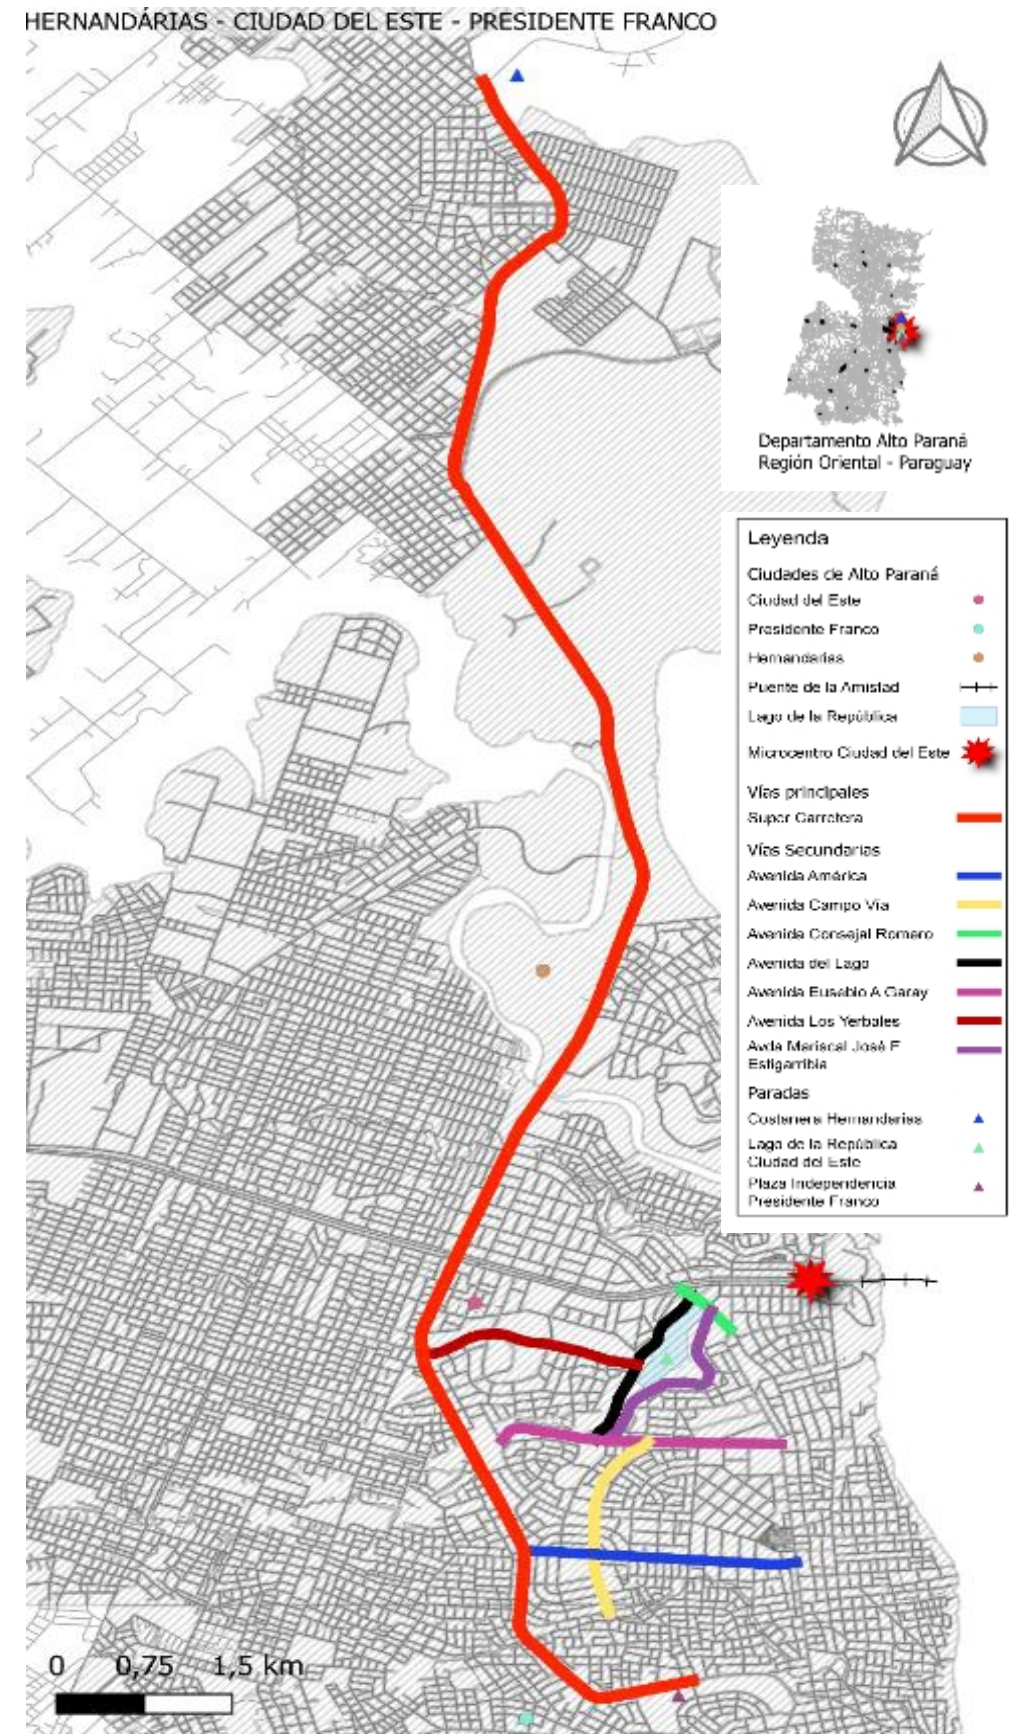 HERNANDÁRIAS - CIUDAD DEL ESTE - PRESIDENTE FRANCO
Departamento Alto Paraná
Región Oriental - Paraguay
Leyenda
Ciudades de Alto Paraná
Ciudad del Este
Presidente Franco
Hernandarias
Puente de la Amistad
Lago de la República
Microcentro Ciudad del Este
Vías principales
Super Carretera
Vías Secundarias
Avenida América
Avenida Campo Vía
Avenida Consejal Romero
Avenida del Lago
Avenida Eusebio A Garay
Avenida Los Yerbales
Avda Mariscal José F
Estigarribia
Paradas
Costanera Hernandarias
Lago de la República
Ciudad del Este
Plaza Independencia
Presidente Franco
0 0,75 1,5 km